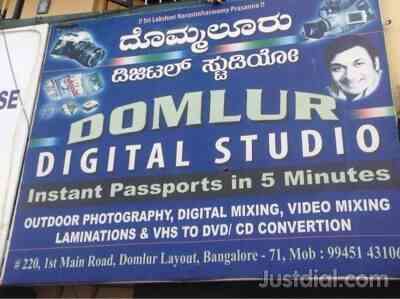 !! Sri Lakshmi Narasimhaswamy Prasanna !!
ದೊಮ್ಮಲೂರು
ಡಿಜಿಟಲ್ ಸ್ಟುಡಿಯೋ
DOMLUR
DIGITAL STUDIO
Instant Passports in 5 Minutes
OUTDOOR PHOTOGRAPHY, DIGITAL MIXING, VIDEO MIXING
LAMINATIONS & VHS TO DVD/ CD CONVERTION
# 220, 1st Main Road, Domlur Layout, Bangalore - 71, Mob : 99451 43106
SE
Justdial.com